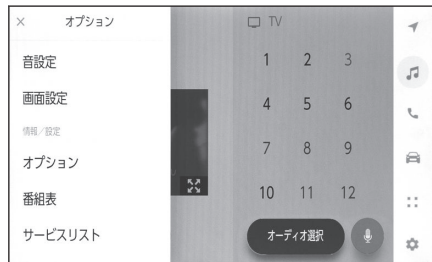 × オプション
音設定
画面設定
情報/設定
オプション
番組表
サービスリスト
TV
1 2 3
4 5 6
7 8 9
10 11 12
オーディオ選択